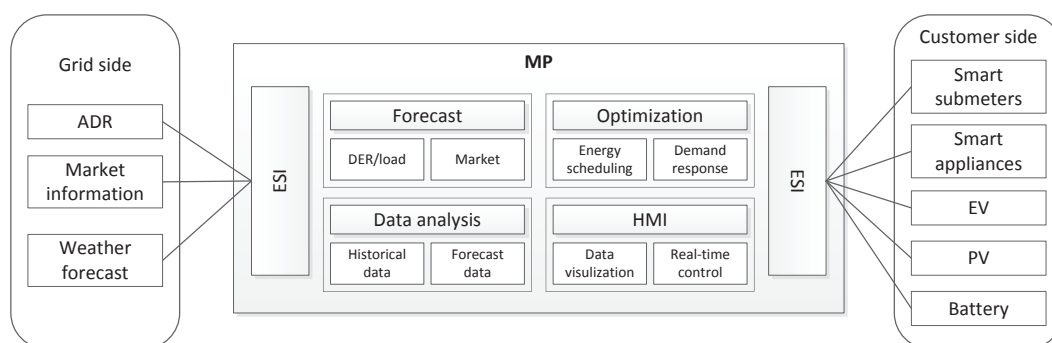 Grid side
ADR
Market
information
Weather
forecast
MP
ESI
Forecast
DER/load
Market
Optimization
Energy
scheduling
Demand
response
Data analysis
Historical
data
Forecast
data
HMI
Data
visulization
Real-time
control
ESI
Customer side
Smart
submeters
Smart
appliances
EV
PV
Battery